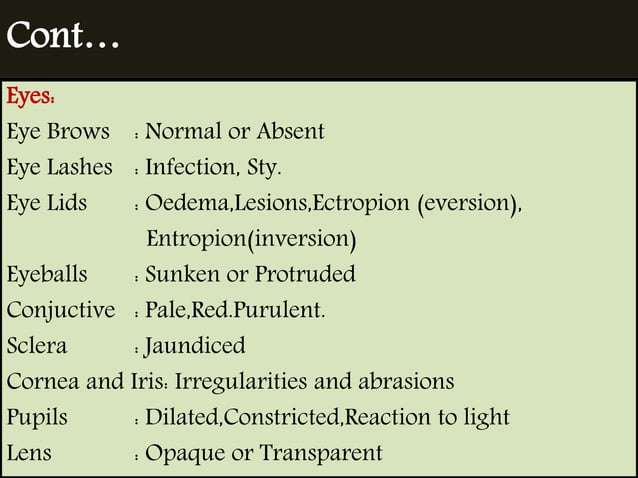 Cont...
Eyes:
Eye Brows : Normal or Absent
Eye Lashes : Infection, Sty.
Eye Lids : Oedema,Lesions,Ectropion (eversion),
Entropion(inversion)
Eyeballs : Sunken or Protruded
Conjuctive : Pale,Red.Purulent.
Sclera : Jaundiced
Cornea and Iris: Irregularities and abrasions
Pupils : Dilated,Constricted,Reaction to light
Lens : Opaque or Transparent